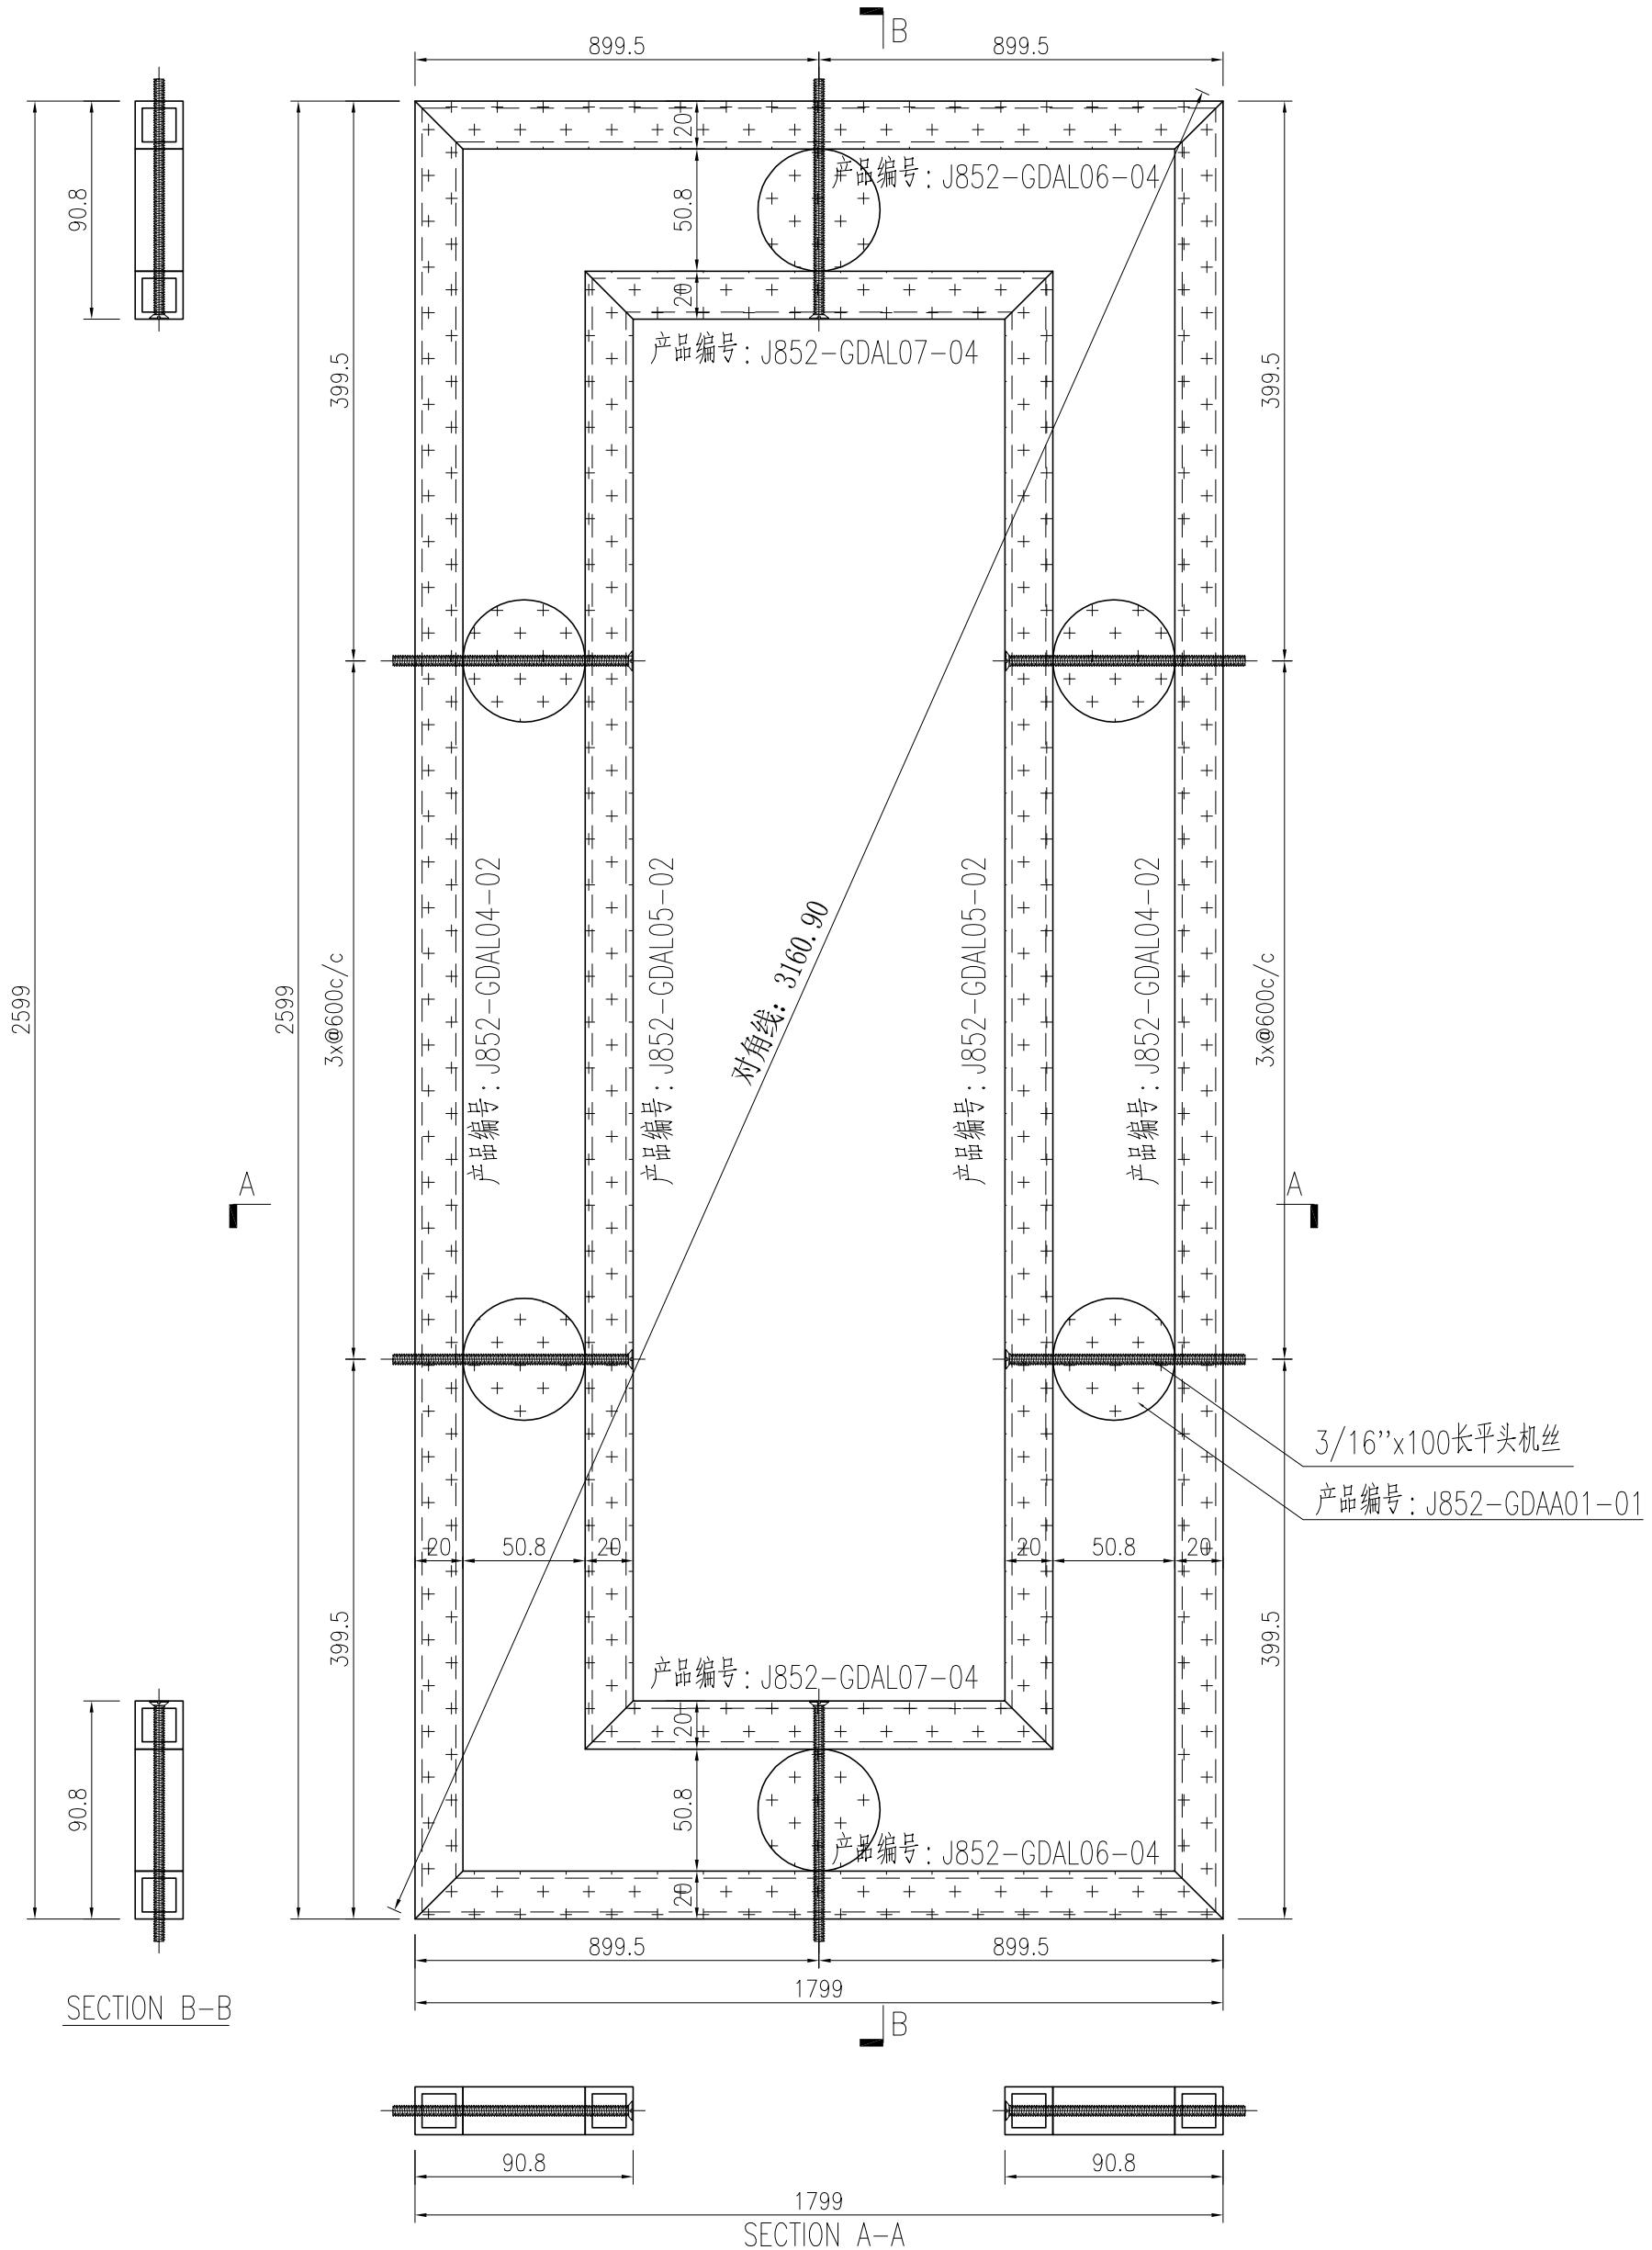 B
899.5
899.5
90.8
20
50.8
20
产品编号：J852-GDAL06-04
产品编号：J852-GDAL07-04
399.5
399.5
2599
2599
3x@600c/c
产品编号：J852-GDAL04-02
产品编号：J852-GDAL05-02
对角线：3160.90
产品编号：J852-GDAL05-02
产品编号：J852-GDAL04-02
3x@600c/c
A
A
3/16''x100长平头机丝
产品编号：J852-GDAA01-01
20
50.8
20
20
50.8
20
399.5
399.5
产品编号：J852-GDAL07-04
90.8
20
50.8
20
产品编号：J852-GDAL06-04
899.5
899.5
1799
SECTION B-B
B
90.8
90.8
1799
SECTION A-A